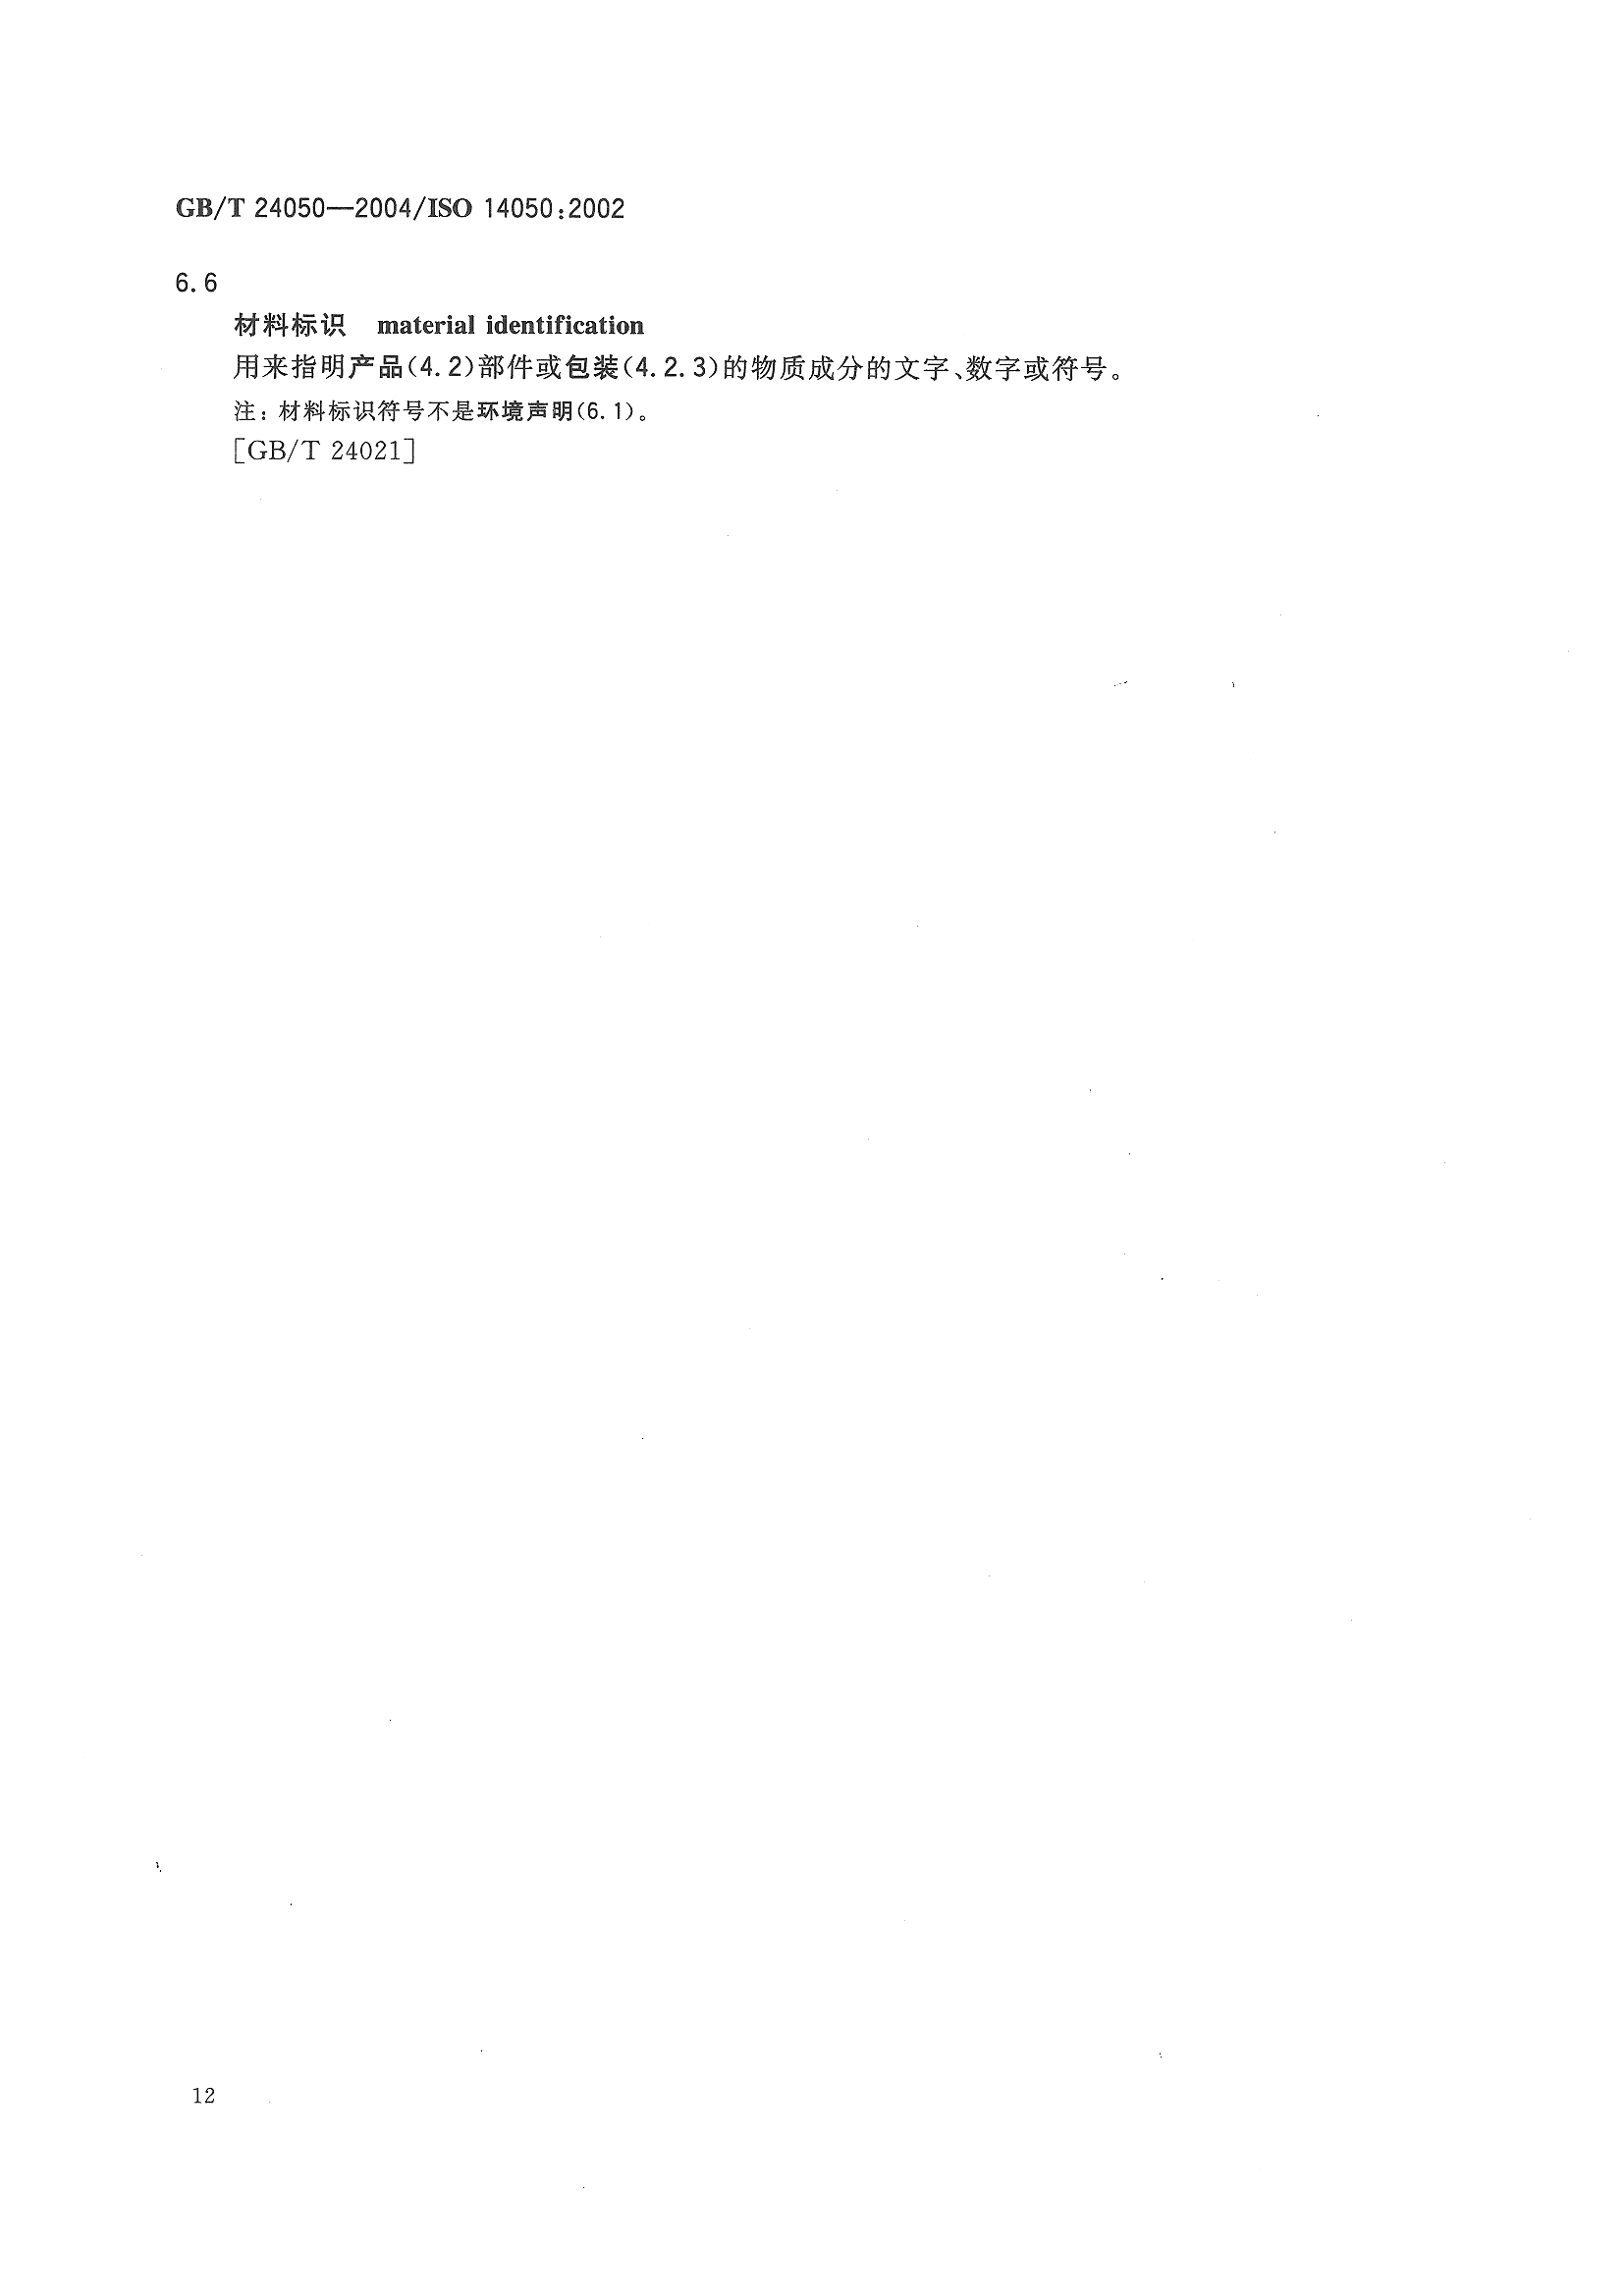 GB/T 24050—2004/ISO 14050:2002
6.6
材料标识 material identification
用来指明产品(4.2)部件或包装(4.2.3)的物质成分的文字、数字或符号。
注：材料标识符号不是环境声明(6.1)。
[GB/T 24021]
12